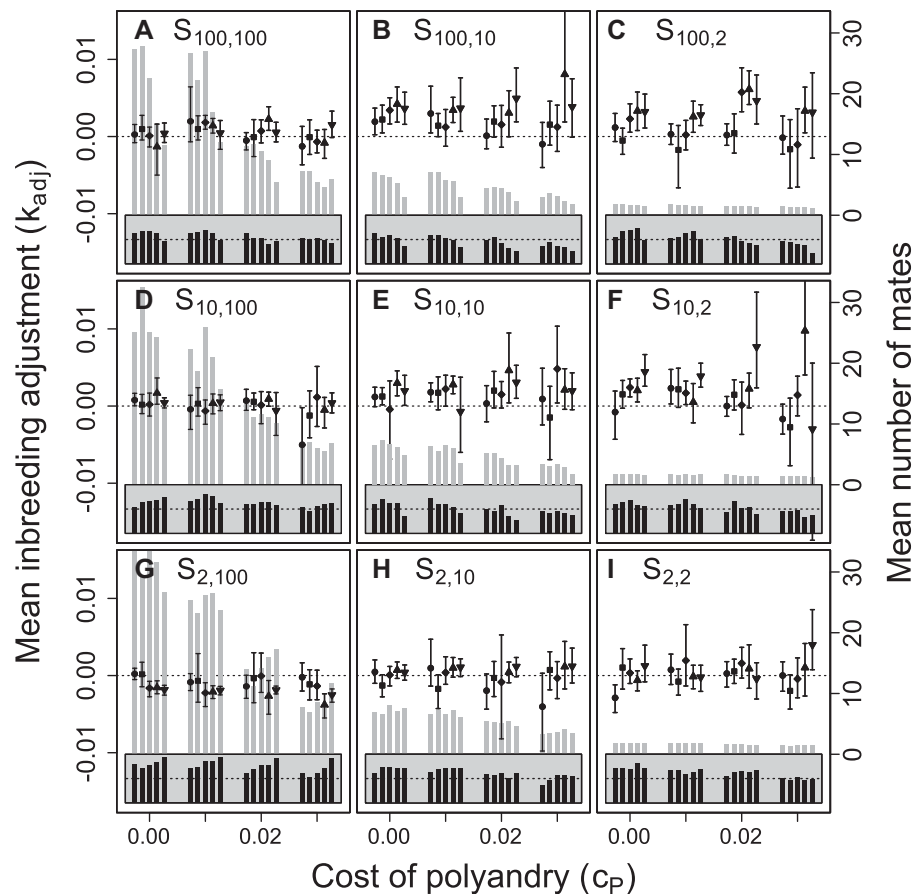 A S100,100
B S100,10
C S100,2
0.01
0.00
-0.01
30
20
10
0
D S10,100
E S10,10
F S10,2
0.01
0.00
-0.01
30
20
10
0
G S2,100
H S2,10
I S2,2
0.01
0.00
-0.01
30
20
10
0
0.00
0.02
0.00
0.02
0.00
0.02
Mean inbreeding adjustment (kadj)
Mean number of mates
Cost of polyandry (cP)